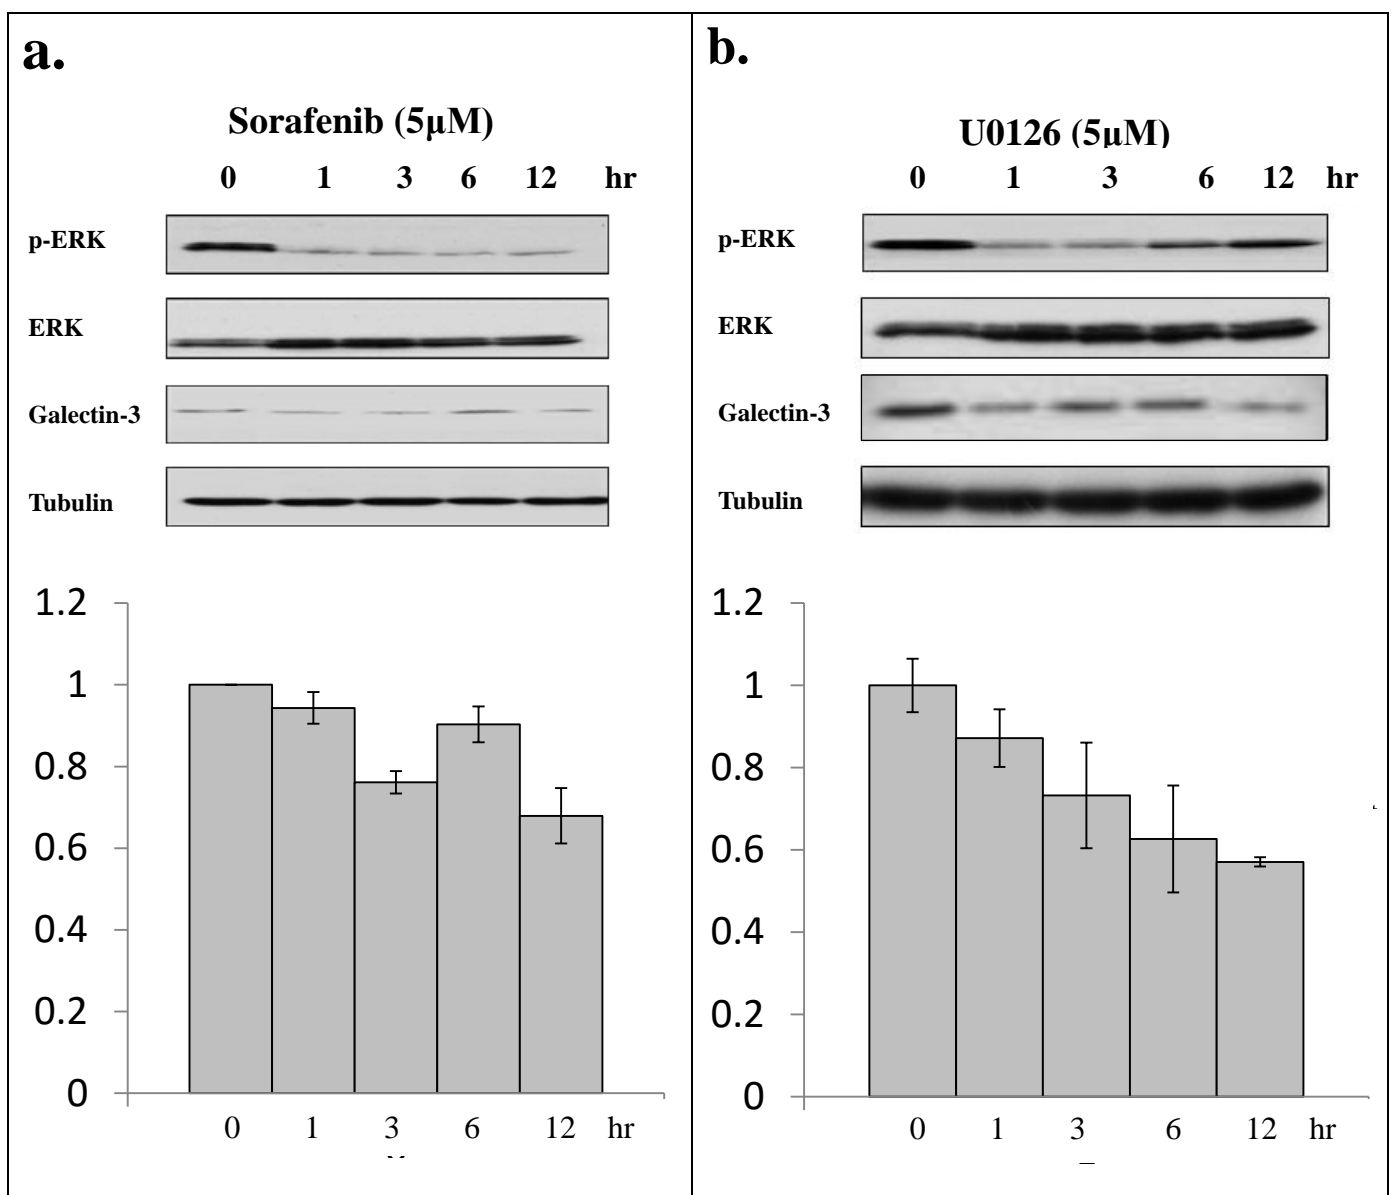 a.
Sorafenib (5µM)
0 1 3 6 12 hr
p-ERK
ERK
Galectin-3
Tubulin
1.2
1
0.8
0.6
0.4
0.2
0
0 1 3 6 12 hr
b.
U0126 (5µM)
0 1 3 6 12 hr
p-ERK
ERK
Galectin-3
Tubulin
1.2
1
0.8
0.6
0.4
0.2
0
0 1 3 6 12 hr